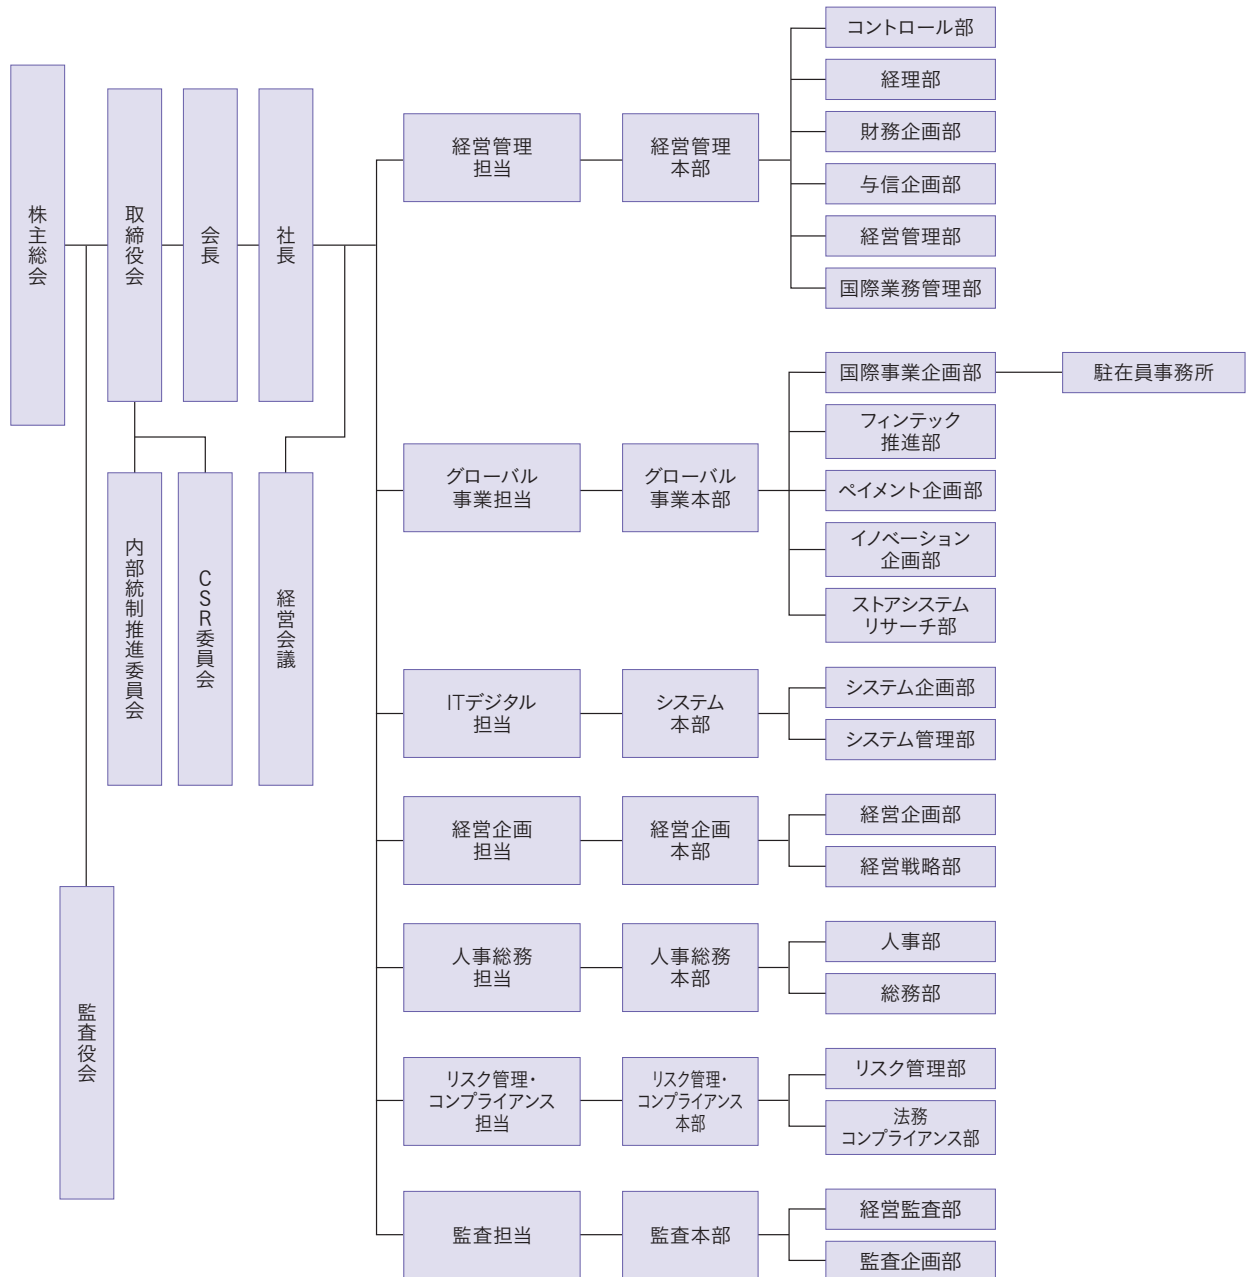 株主総会
取締役会
会長
社長
内部統制推進委員会
CSR委員会
経営会議
監査役会
経営管理
担当
経営管理
本部
コントロール部
経理部
財務企画部
与信企画部
経営管理部
国際業務管理部
グローバル
事業担当
グローバル
事業本部
国際事業企画部
駐在員事務所
フィンテック
推進部
ペイメント企画部
イノベーション
企画部
ストアシステム
リサーチ部
ITデジタル
担当
システム
本部
システム企画部
システム管理部
経営企画
担当
経営企画
本部
経営企画部
経営戦略部
人事総務
担当
人事総務
本部
人事部
総務部
リスク管理・
コンプライアンス
担当
リスク管理・
コンプライアンス
本部
リスク管理部
法務
コンプライアンス部
監査担当
監査本部
経営監査部
監査企画部